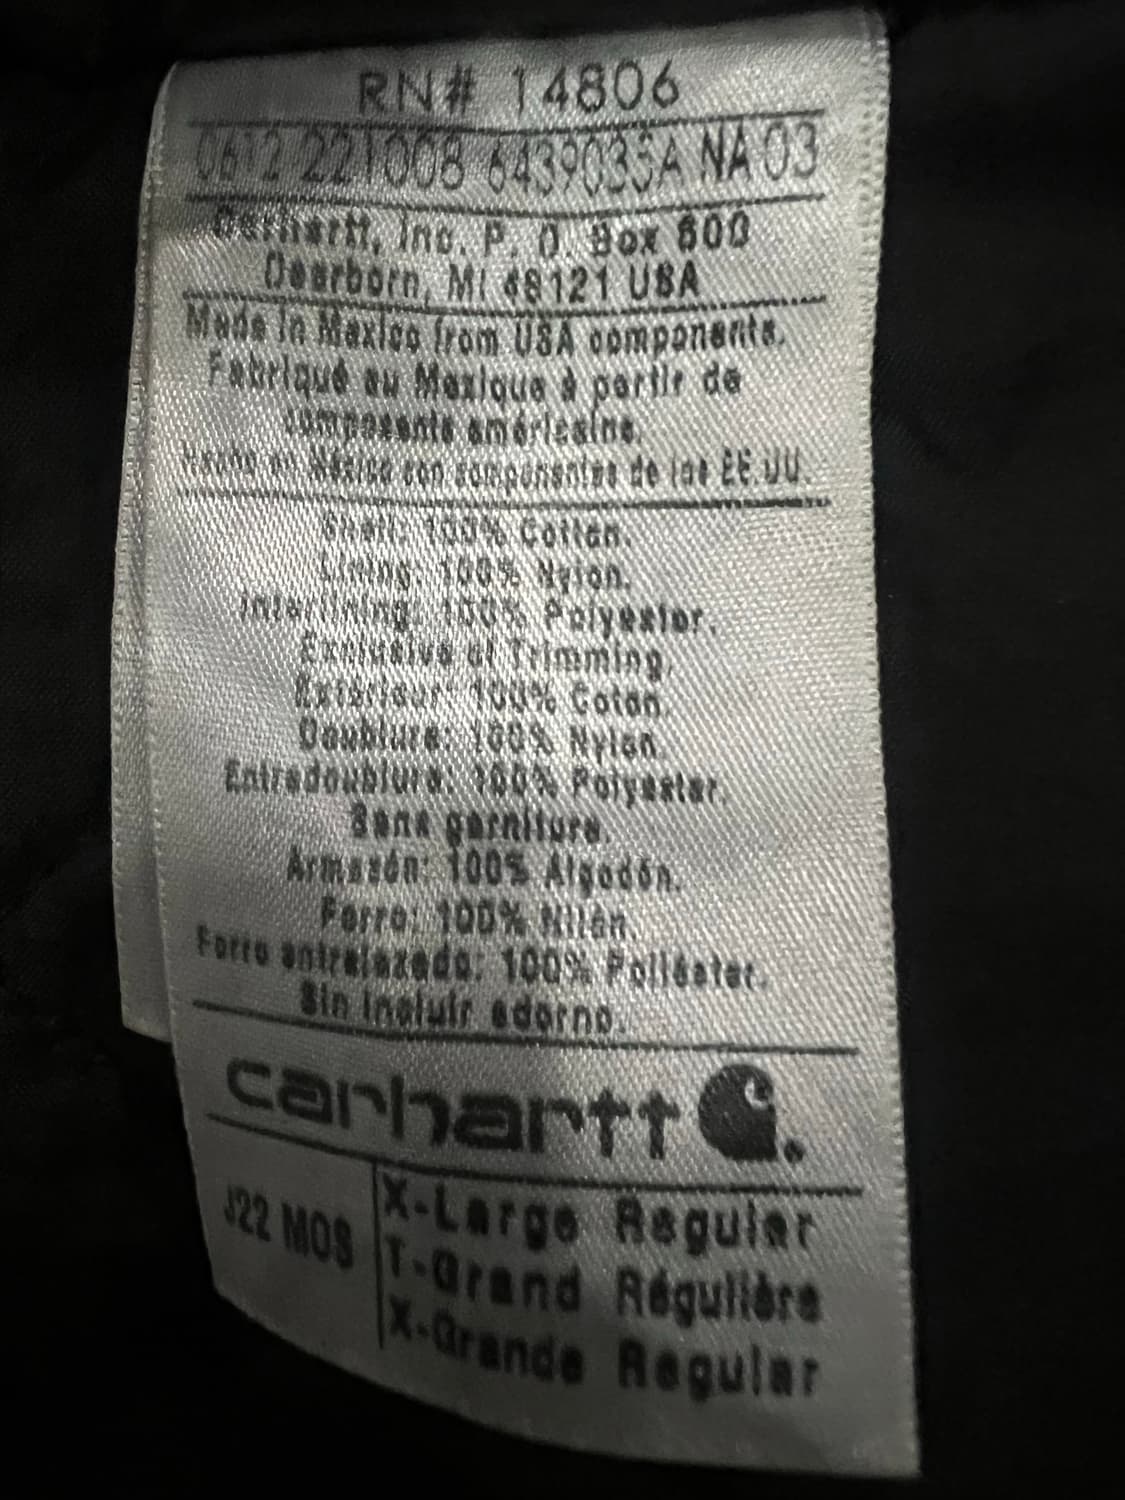 RN# 14806
0612 221008 6439035A NA 03
Carhartt, Inc. P. O. Box 600
Dearborn, MI 48121 USA
Made in Mexico from USA components.
Fabriqué au Mexique à partir de
composants américains.
Hecho en México con componentes de los EE.UU.
Shell: 100% Cotton.
Lining: 100% Nylon.
Interlining: 100% Polyester.
Exclusive of Trimming.
Extérieur: 100% Coton.
Doublure: 100% Nylon.
Entredoublure: 100% Polyester.
Sans garniture.
Armazón: 100% Algodón.
Forro: 100% Nilón.
Forro entrelazado: 100% Poliéster.
Sin incluir adorno.
carhartt
J22 MOS
X-Large Regular
T-Grand Régulière
X-Grande Regular